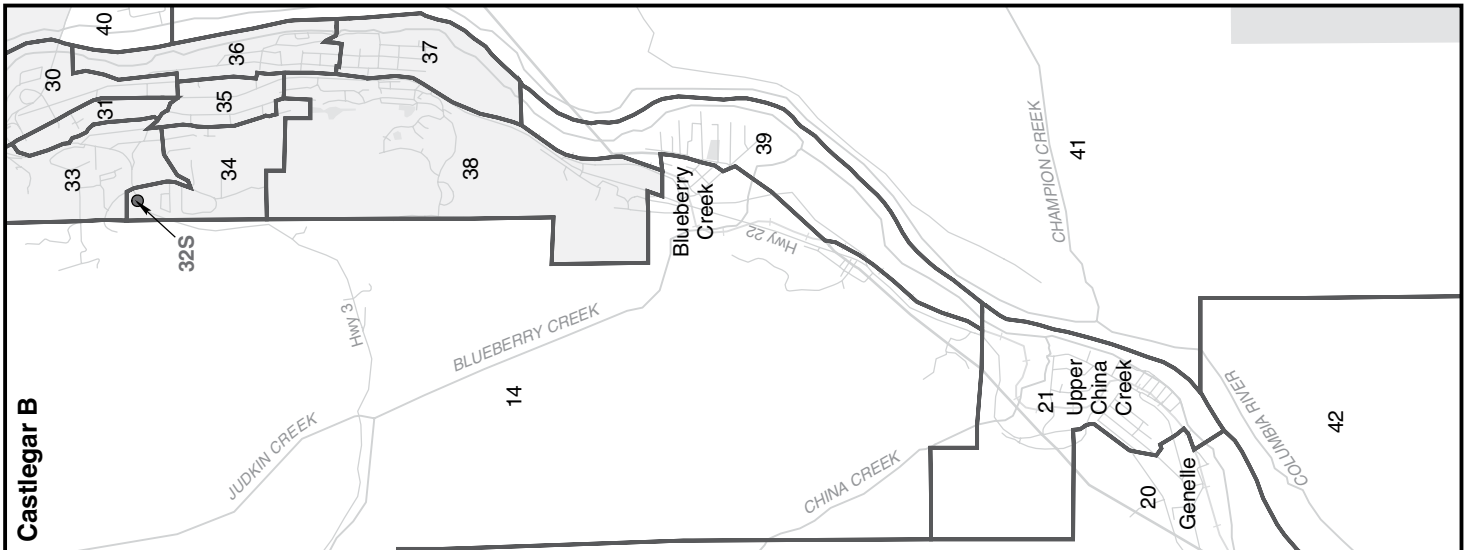 Castlegar B
40
36
37
30
31
35
39
33
34
38
41
CHAMPION CREEK
32S
Blueberry
Creek
Hwy 22
Hwy 3
BLUEBERRY CREEK
14
JUDKIN CREEK
CHINA CREEK
21
Upper
China
Creek
COLUMBIA RIVER
42
20
Genelle